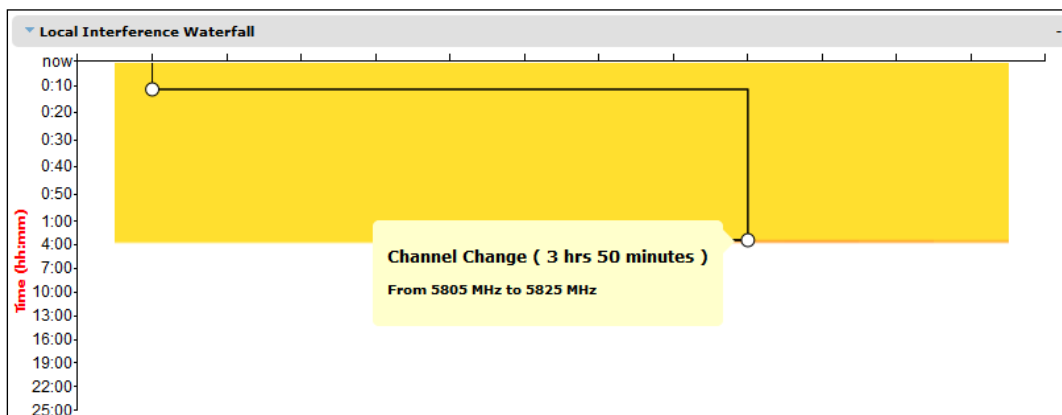 Local Interference Waterfall
now
0:10
0:20
0:30
0:40
0:50
1:00
4:00
7:00
10:00
13:00
16:00
19:00
22:00
25:00
Time (hh:mm)
Channel Change ( 3 hrs 50 minutes )
From 5805 MHz to 5825 MHz